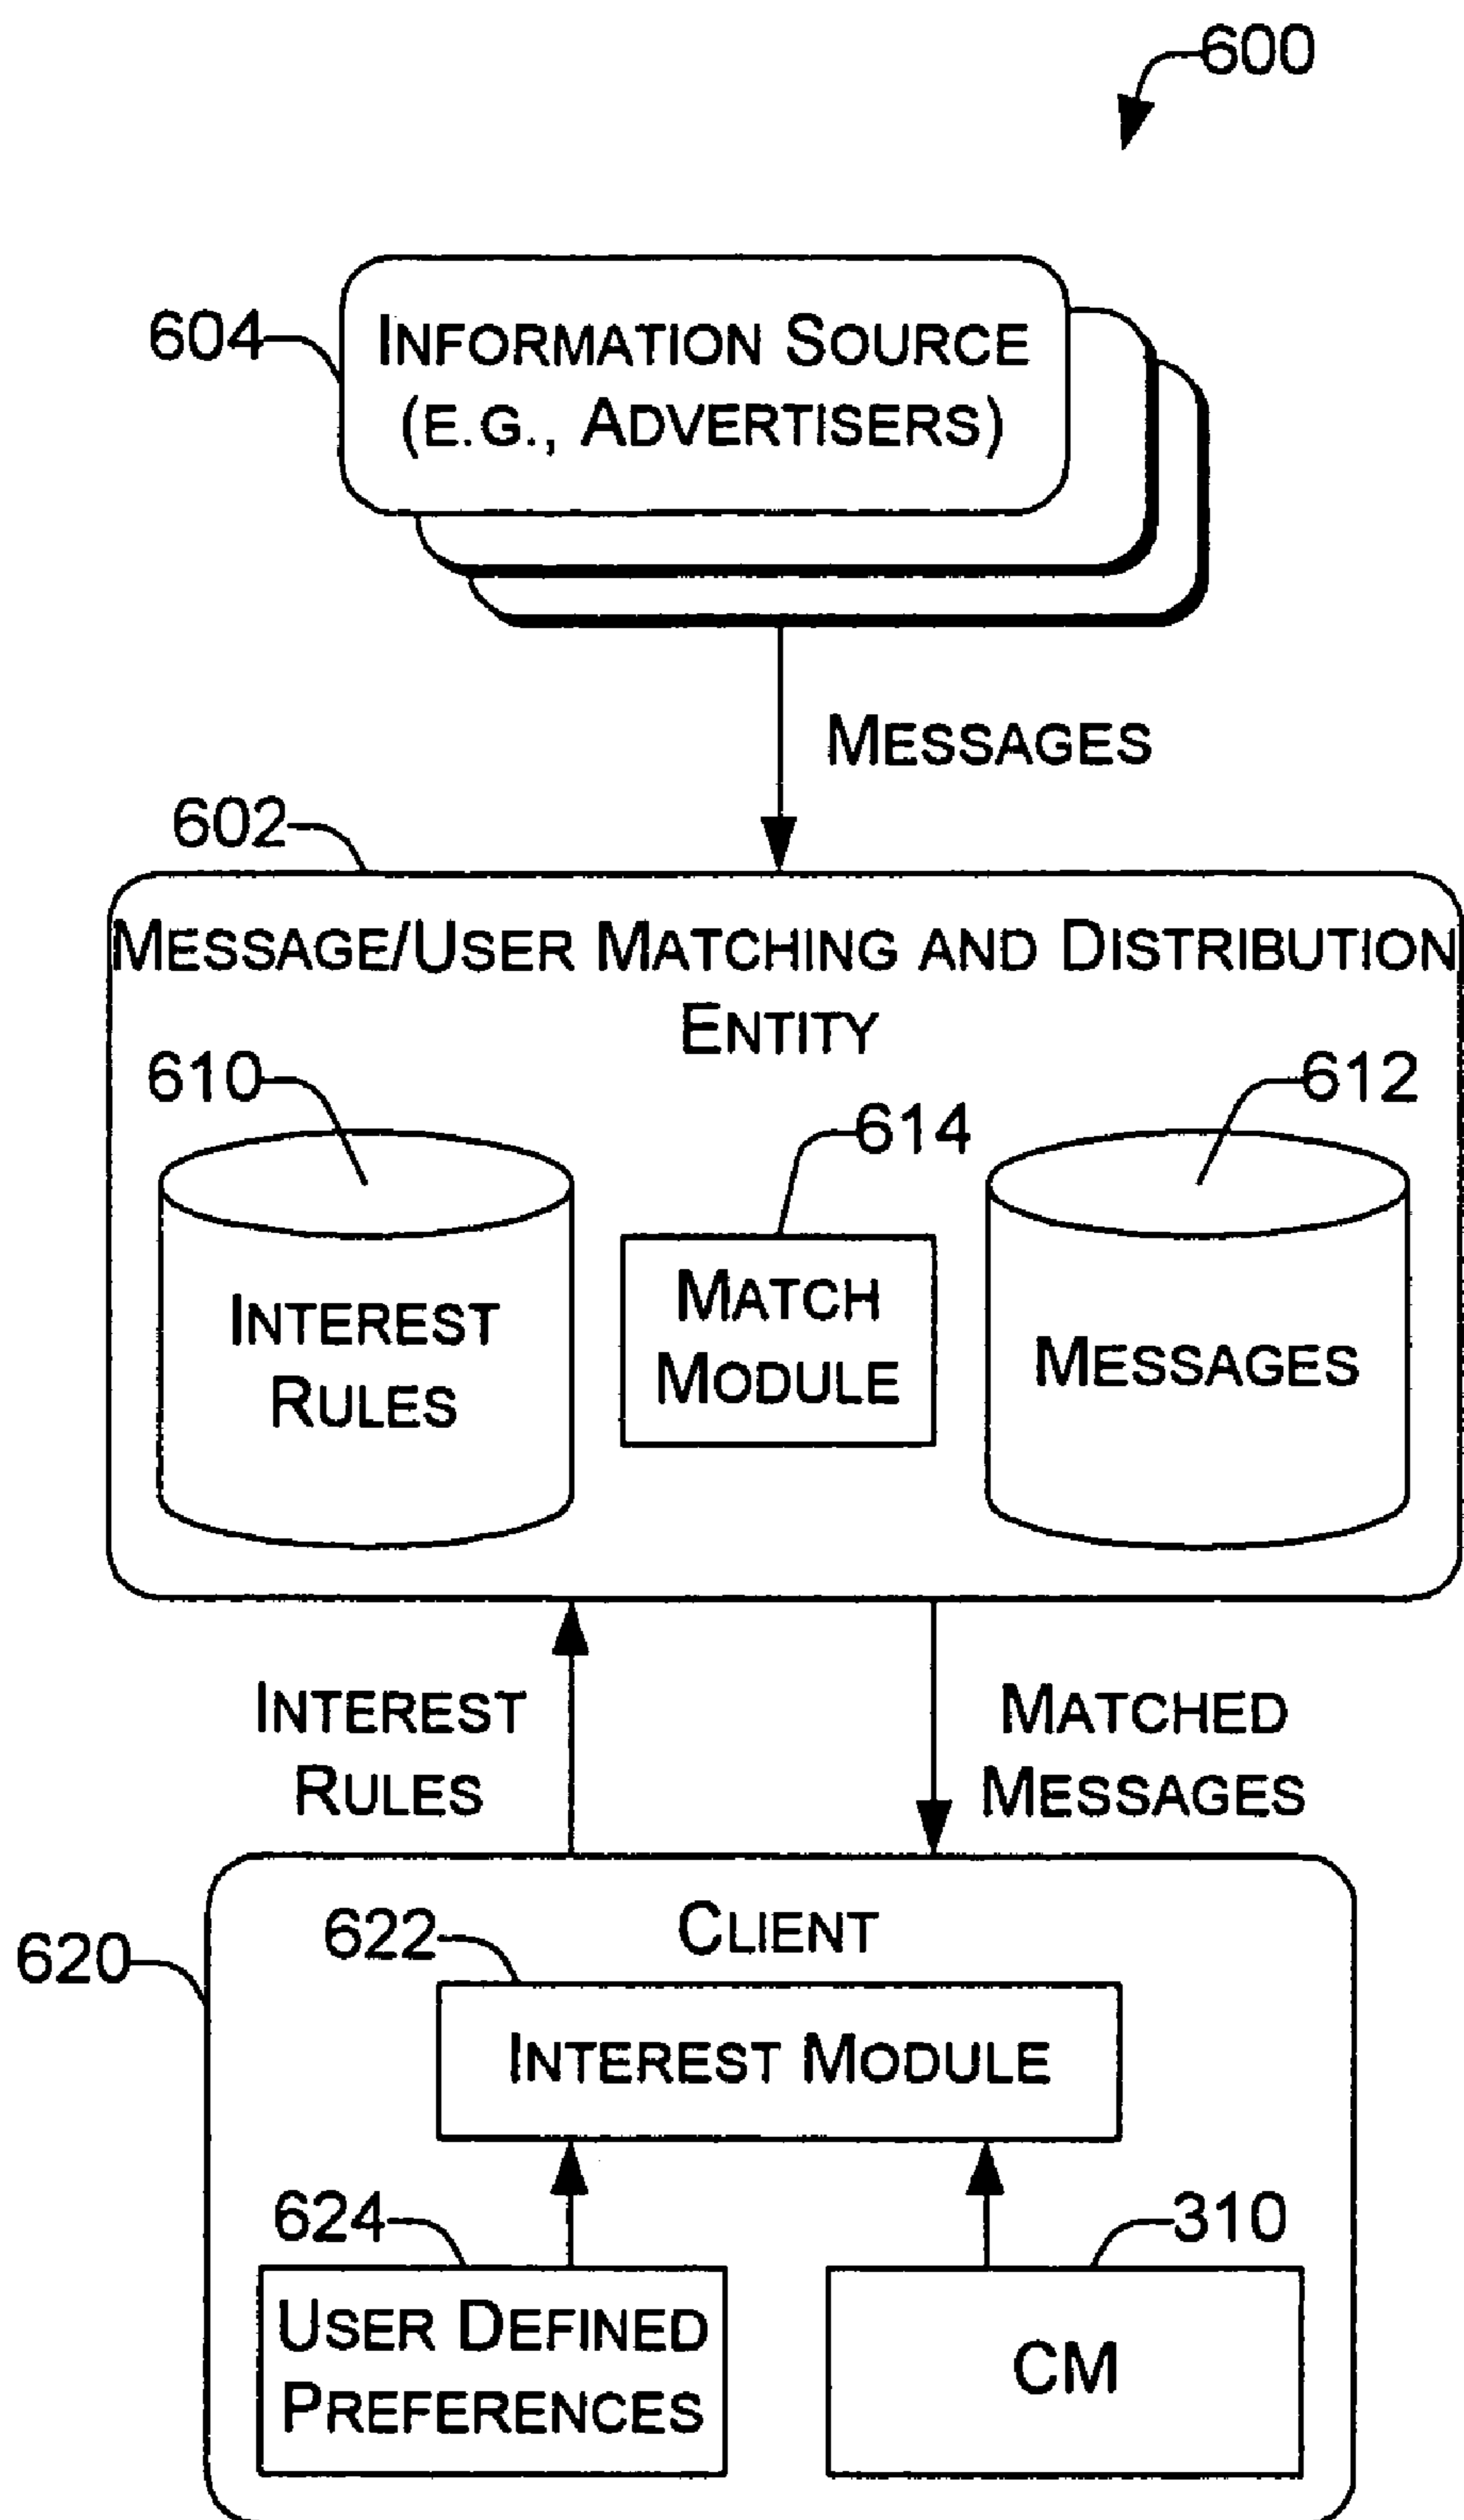 600
604
INFORMATION SOURCE
(E.G., ADVERTISERS)
MESSAGES
602
MESSAGE/USER MATCHING AND DISTRIBUTION
ENTITY
610
614
612
INTEREST
RULES
MATCH
MODULE
MESSAGES
INTEREST
RULES
MATCHED
MESSAGES
620
CLIENT
622
INTEREST MODULE
624
310
USER DEFINED
PREFERENCES
CM